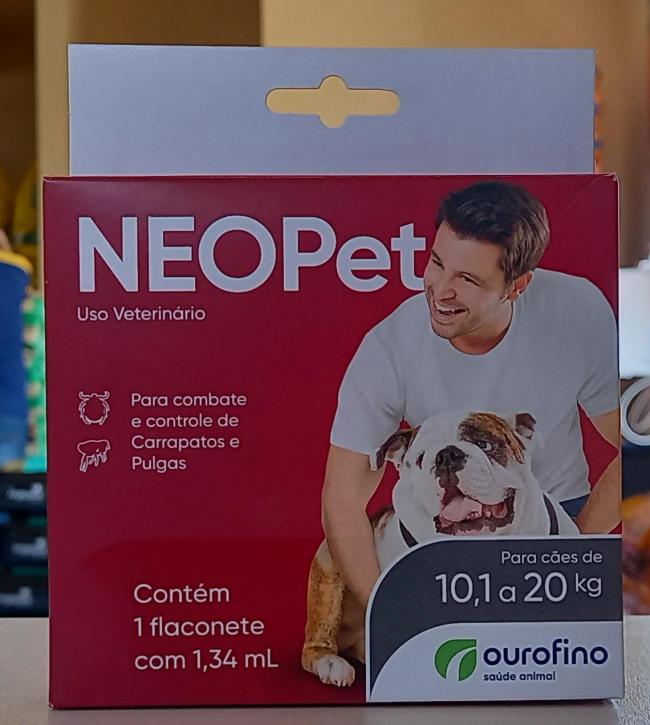 NEOPet
Uso Veterinário
Para combate
e controle de
Carrapatos e
Pulgas
Contém
1 flaconete
com 1,34 mL
Para cães de
10,1 a 20 kg
ourofino
saúde animal